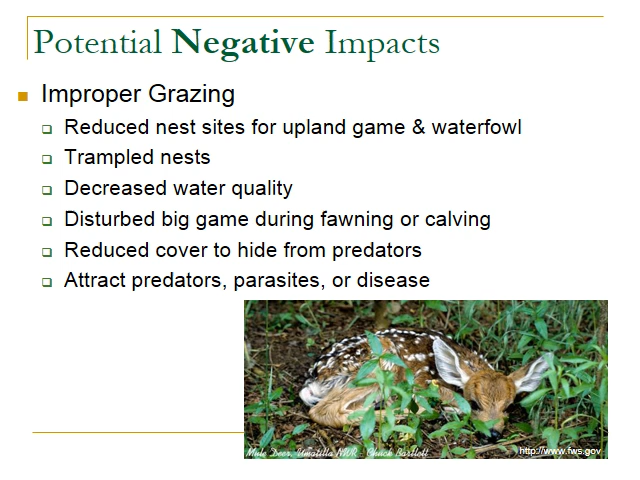 Potential Negative Impacts
Improper Grazing
Reduced nest sites for upland game & waterfowl
Trampled nests
Decreased water quality
Disturbed big game during fawning or calving
Reduced cover to hide from predators
Attract predators, parasites, or disease
Mule Deer, Umatilla NWR - Chuck Bartlett
http://www.fws.gov